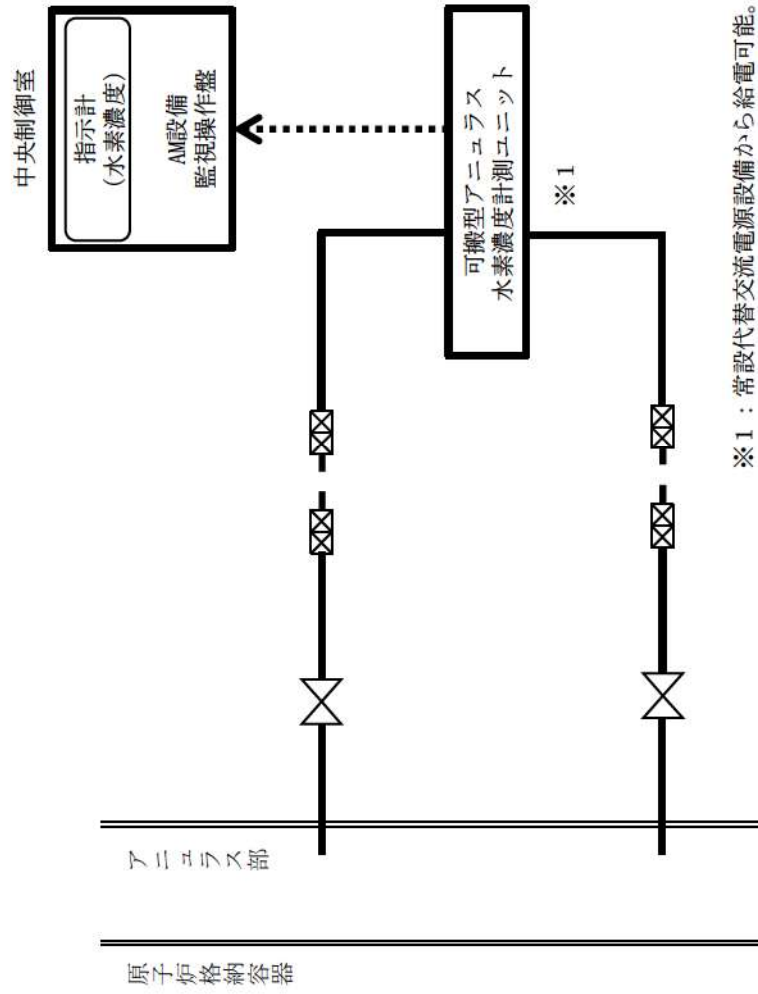 中央制御室
指示計
(水素濃度)
AM設備
監視操作盤
可搬型アニュラス
水素濃度計測ユニット
※1
アニュラス部
原子炉格納容器
※1：常設代替交流電源設備から給電可能。